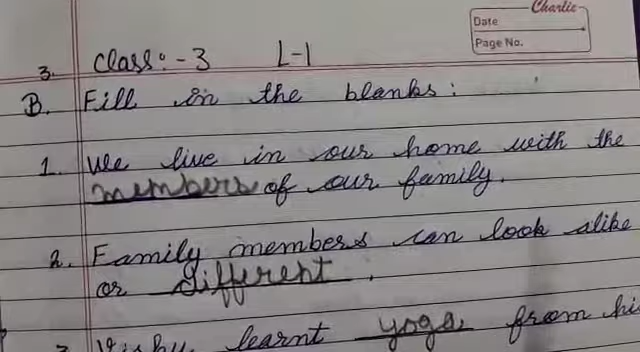 Charlie
Date
Page No.
3. Class:-3 L-1
B. Fill in the blanks:
1. We live in our home with the
members of our family.
2. Family members can look alike
or different.
learnt yoga from